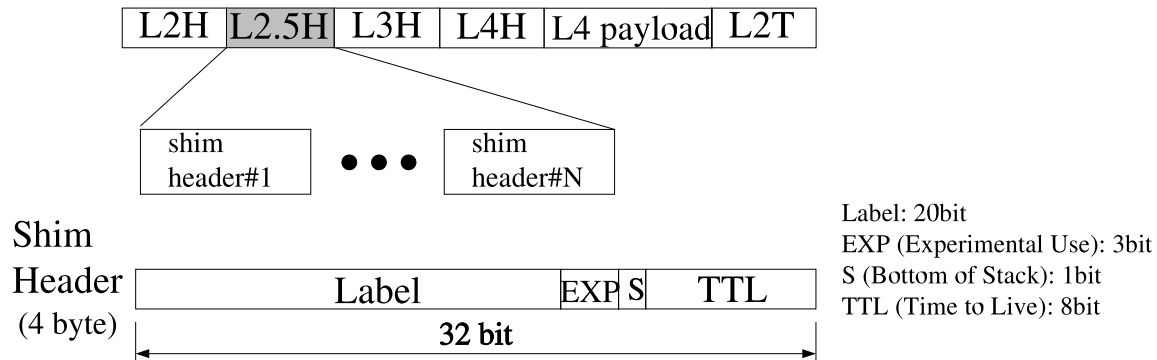 L2H L2.5H L3H L4H L4 payload L2T
shim
header#1
shim
header#N
Shim
Header
(4 byte)
Label EXP S TTL
32 bit
Label: 20bit
EXP (Experimental Use): 3bit
S (Bottom of Stack): 1bit
TTL (Time to Live): 8bit